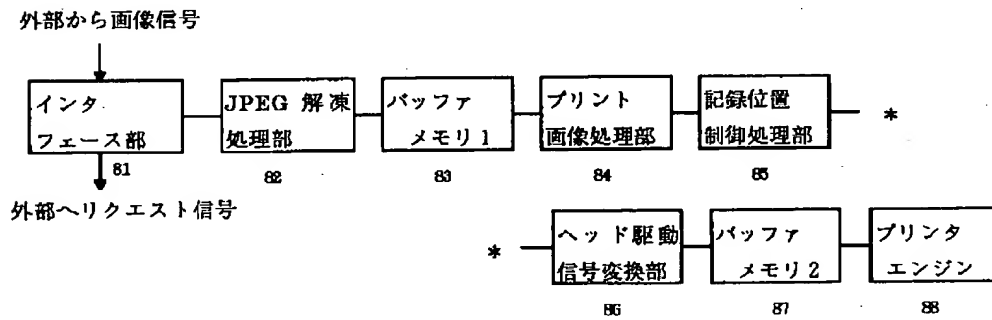 外部から画像信号
インタ
フェース部
81
外部へリクエスト信号
JPEG 解凍
処理部
82
バッファ
メモリ1
83
プリント
画像処理部
84
記録位置
制御処理部
85
*
*
ヘッド駆動
信号変換部
86
バッファ
メモリ2
87
プリンタ
エンジン
88